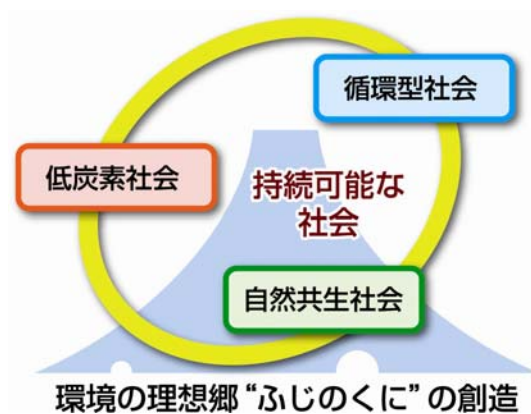 循環型社会
低炭素社会
持続可能な
社会
自然共生社会
環境の理想郷“ふじのくに”の創造